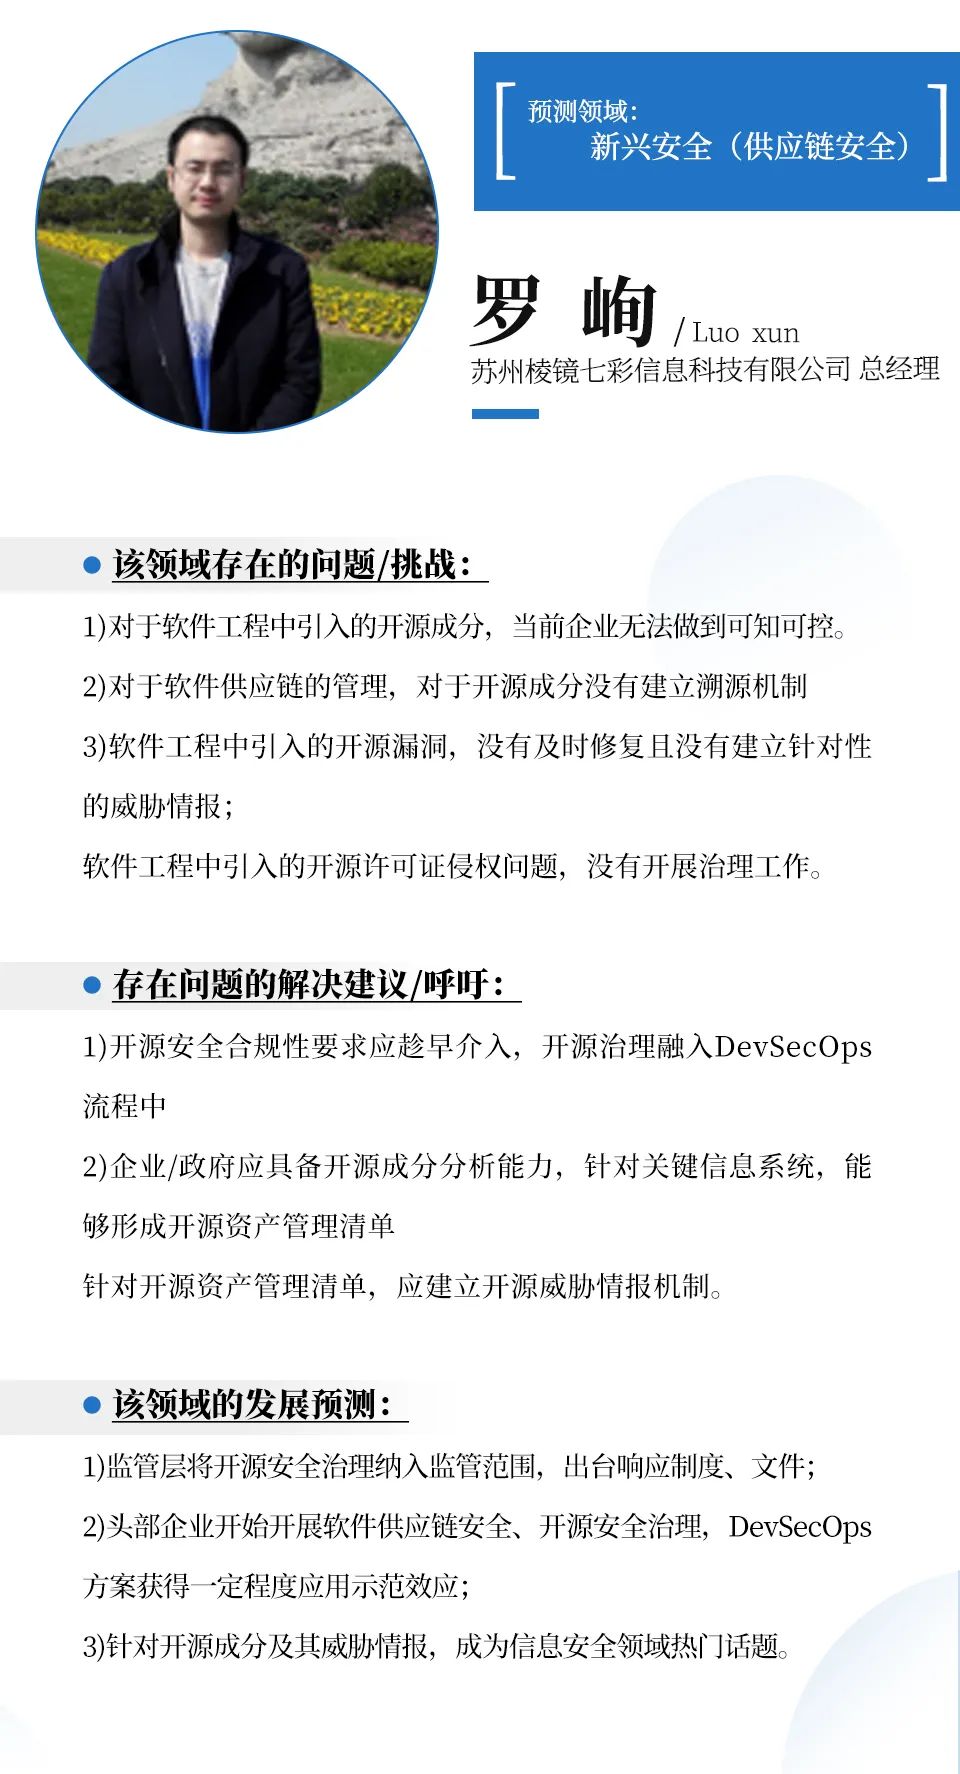 预测领域：
新兴安全（供应链安全）
罗 峋 / Luo xun
苏州棱镜七彩信息科技有限公司 总经理
该领域存在的问题/挑战：
1)对于软件工程中引入的开源成分，当前企业无法做到可知可控。
2)对于软件供应链的管理，对于开源成分没有建立溯源机制
3)软件工程中引入的开源漏洞，没有及时修复且没有建立针对性
的威胁情报；
软件工程中引入的开源许可证侵权问题，没有开展治理工作。
存在问题的解决建议/呼吁：
1)开源安全合规性要求应趁早介入，开源治理融入DevSecOps
流程中
2)企业/政府应具备开源成分分析能力，针对关键信息系统，能
够形成开源资产管理清单
针对开源资产管理清单，应建立开源威胁情报机制。
该领域的发展预测：
1)监管层将开源安全治理纳入监管范围，出台响应制度、文件；
2)头部企业开始开展软件供应链安全、开源安全治理，DevSecOps
方案获得一定程度应用示范效应；
3)针对开源成分及其威胁情报，成为信息安全领域热门话题。